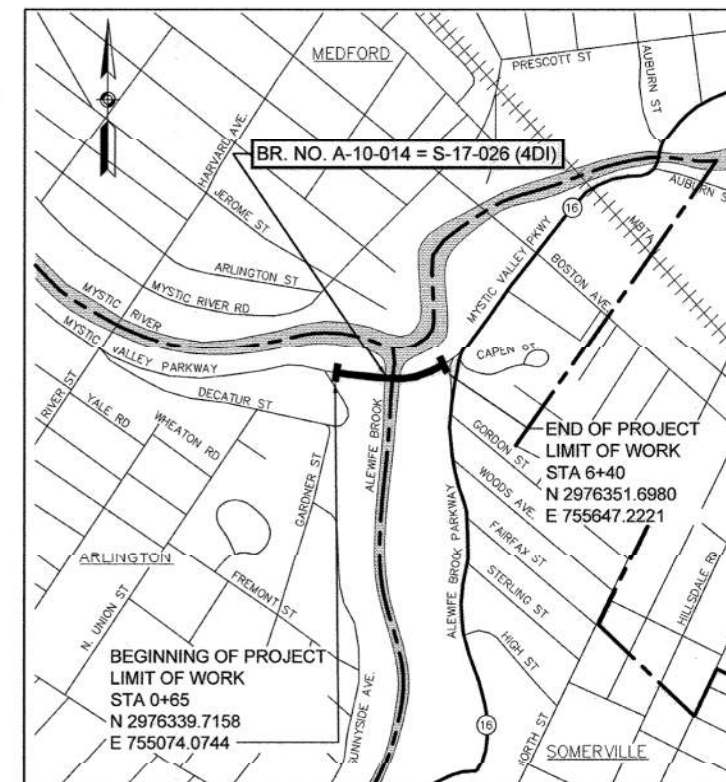 MEDFORD
PRESCOTT ST
AUBURN ST
HARVARD AVE.
BR. NO. A-10-014 = S-17-026 (4DI)
JEROME ST
AUBURN S
16
MBTA
MYSTIC VALLEY PKWY
BOSTON AVE.
ARLINGTON ST
MYSTIC RIVER RD
MYSTIC RIVER
MYSTIC VALLEY PARKWAY
CAPEN ST
DECATUR ST
RIVER ST
YALE RD
WHEATON RD
ALEWIFE BROOK
GORDON ST
END OF PROJECT
LIMIT OF WORK
STA 6+40
N 2976351.6980
E 755647.2221
GARDNER ST
WOODS AVE.
FAIRFAX ST
ARLINGTON
FREMONT ST
STERLING ST
HILLSDALE RD
ALEWIFE BROOK PARKWAY
N. UNION ST
HIGH ST
BEGINNING OF PROJECT
LIMIT OF WORK
STA 0+65
N 2976339.7158
E 755074.0744
SUNNYSIDE AVE.
16
NORTH ST
SOMERVILLE